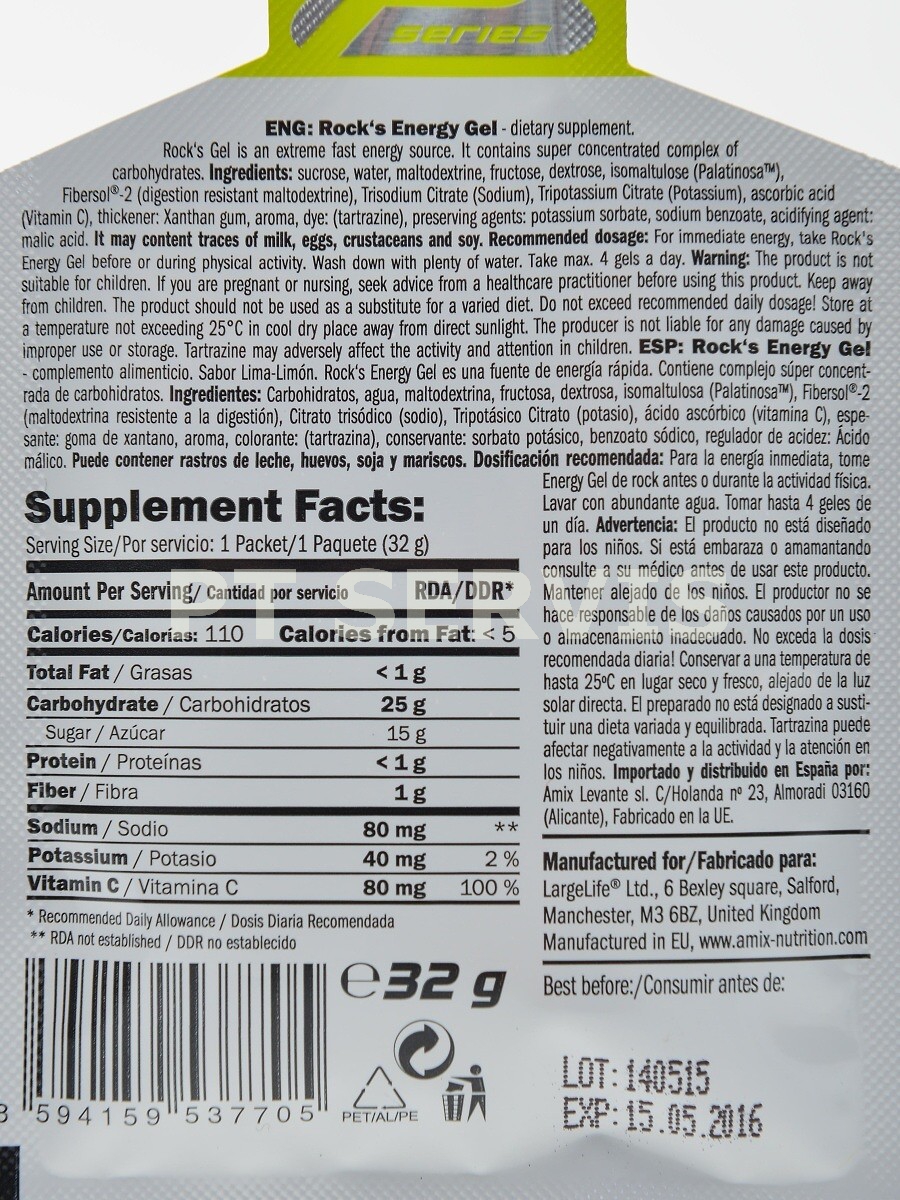 series
ENG: Rock's Energy Gel - dietary supplement.
Rock's Gel is an extreme fast energy source. It contains super concentrated complex of
carbohydrates. Ingredients: sucrose, water, maltodextrine, fructose, dextrose, isomaltulose (Palatinosa™),
Fibersol®-2 (digestion resistant maltodextrine), Trisodium Citrate (Sodium), Tripotassium Citrate (Potassium), ascorbic acid
(Vitamin C), thickener: Xanthan gum, aroma, dye: (tartrazine), preserving agents: potassium sorbate, sodium benzoate, acidifying agent:
malic acid. It may content traces of milk, eggs, crustaceans and soy. Recommended dosage: For immediate energy, take Rock's
Energy Gel before or during physical activity. Wash down with plenty of water. Take max. 4 gels a day. Warning: The product is not
suitable for children. If you are pregnant or nursing, seek advice from a healthcare practitioner before using this product. Keep away
from children. The product should not be used as a substitute for a varied diet. Do not exceed recommended daily dosage! Store at
a temperature not exceeding 25°C in cool dry place away from direct sunlight. The producer is not liable for any damage caused by
improper use or storage. Tartrazine may adversely affect the activity and attention in children. ESP: Rock's Energy Gel
- complemento alimenticio. Sabor Lima-Limón. Rock's Energy Gel es una fuente de energía rápida. Contiene complejo súper concent-
rada de carbohidratos. Ingredientes: Carbohidratos, agua, maltodextrina, fructosa, dextrosa, isomaltulosa (Palatinosa™), Fibersol®-2
(maltodextrina resistente a la digestión), Citrato trisódico (sodio), Tripotásico Citrato (potasio), ácido ascórbico (vitamina C), espe-
sante: goma de xantano, aroma, colorante: (tartrazina), conservante: sorbato potásico, benzoato sódico, regulador de acidez: Ácido
málico. Puede contener rastros de leche, huevos, soja y mariscos. Dosificación recomendada: Para la energía inmediata, tome
Energy Gel de rock antes o durante la actividad física.
Lavar con abundante agua. Tomar hasta 4 geles de
un día. Advertencia: El producto no está diseñado
para los niños. Si está embaraza o amamantando
consulte a su médico antes de usar este producto.
Mantener alejado de los niños. El productor no se
hace responsable de los daños causados por un uso
o almacenamiento inadecuado. No exceda la dosis
recomendada diaria! Conservar a una temperatura de
hasta 25ºC en lugar seco y fresco, alejado de la luz
solar directa. El preparado no está designado a susti-
tuir una dieta variada y equilibrada. Tartrazina puede
afectar negativamente a la actividad y la atención en
los niños. Importado y distribuido en España por:
Amix Levante sl. C/Holanda nº 23, Almoradi 03160
(Alicante), Fabricado en la UE.
Supplement Facts:
Serving Size/Por servicio: 1 Packet/1 Paquete (32 g)
Amount Per Serving/ Cantidad por servicio RDA/DDR*
Calories/Calorías: 110 Calories from Fat: < 5
Total Fat / Grasas < 1 g
Carbohydrate / Carbohidratos 25 g
Sugar / Azúcar 15 g
Protein / Proteínas < 1 g
Fiber / Fibra 1 g
Sodium / Sodio 80 mg **
Potassium / Potasio 40 mg 2 %
Vitamin C / Vitamina C 80 mg 100 %
* Recommended Daily Allowance / Dosis Diaria Recomendada
** RDA not established / DDR no establecido
PT SERVIS
Manufactured for/Fabricado para:
LargeLife® Ltd., 6 Bexley square, Salford,
Manchester, M3 6BZ, United Kingdom
Manufactured in EU, www.amix-nutrition.com
Best before:/Consumir antes de:
LOT: 140515
EXP: 15.05.2016
℮32 g
PET/AL/PE
8 594159 537705